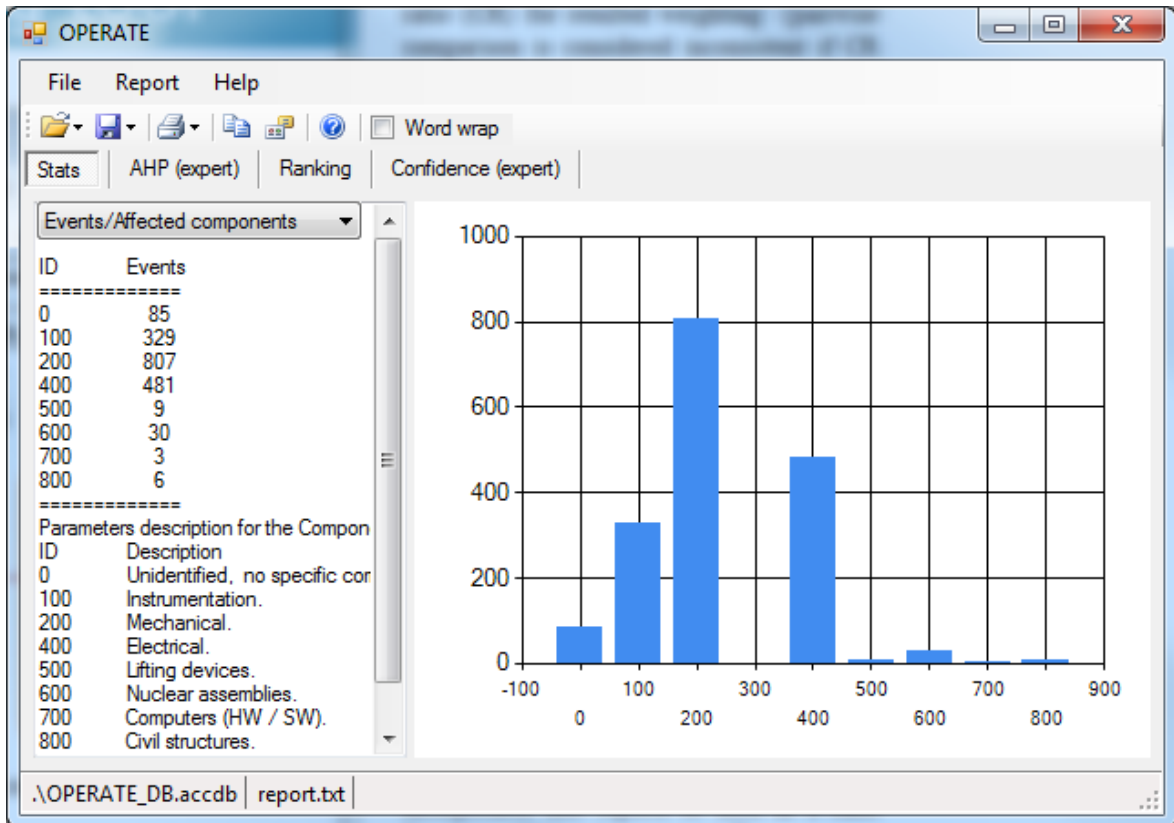 OPERATE
File Report Help
Word wrap
Stats AHP (expert) Ranking Confidence (expert)
Events/Affected components
ID Events
=============
0 85
100 329
200 807
400 481
500 9
600 30
700 3
800 6
=============
Parameters description for the Compon
ID Description
0 Unidentified, no specific cor
100 Instrumentation.
200 Mechanical.
400 Electrical.
500 Lifting devices.
600 Nuclear assemblies.
700 Computers (HW / SW).
800 Civil structures.
1000
800
600
400
200
0
-100 100 300 500 700 900
0 200 400 600 800
.\OPERATE_DB.accdb report.txt